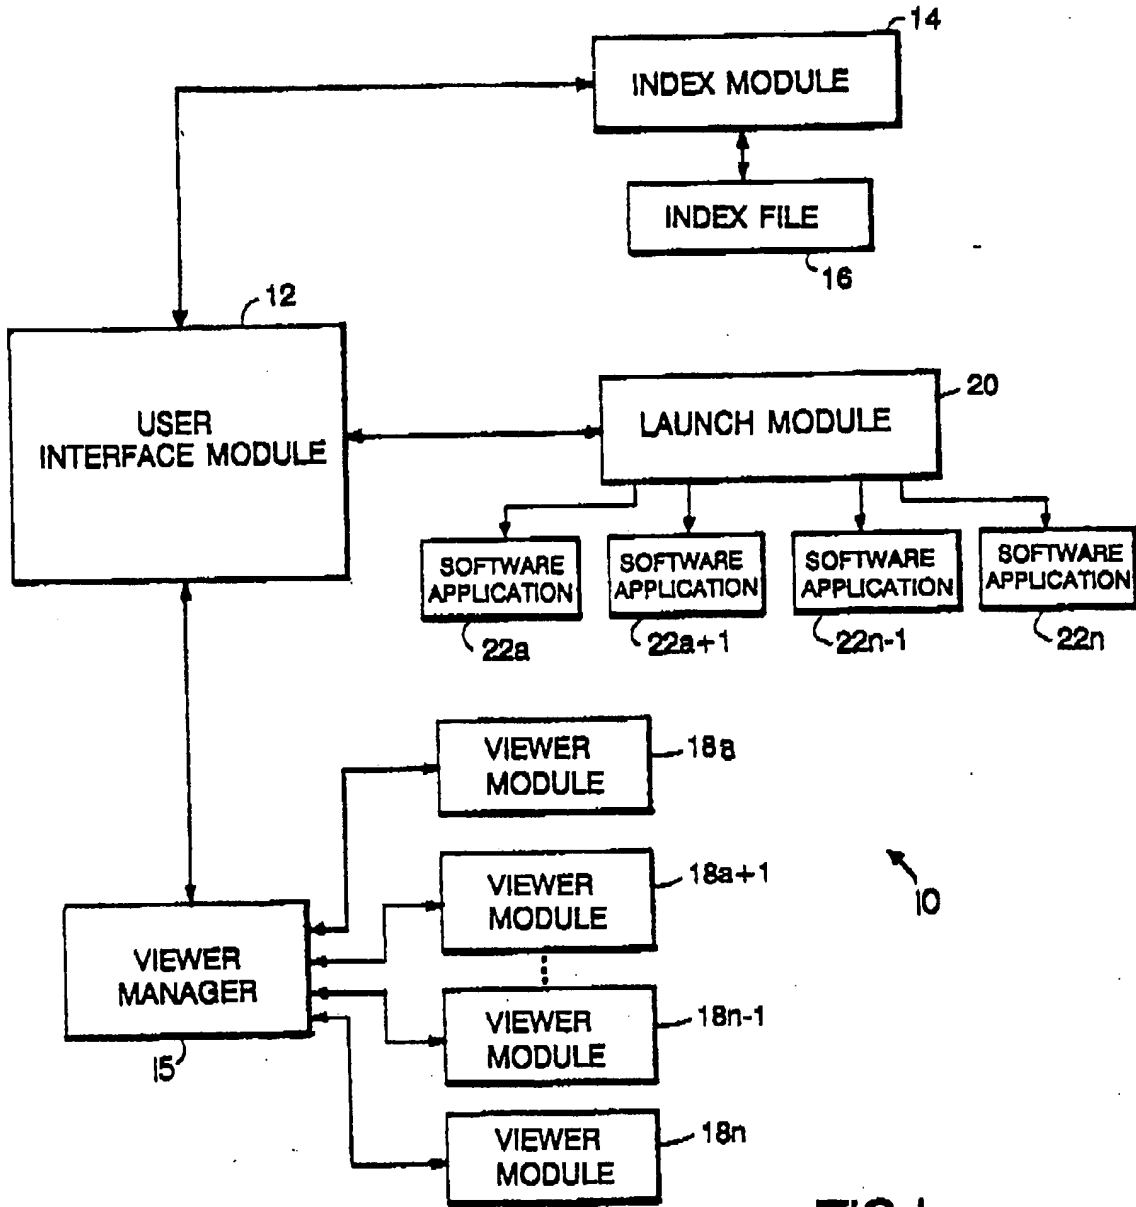 14
INDEX MODULE
INDEX FILE
16
12
USER
INTERFACE MODULE
20
LAUNCH MODULE
SOFTWARE
APPLICATION
22a
SOFTWARE
APPLICATION
22a+1
SOFTWARE
APPLICATION
22n-1
SOFTWARE
APPLICATION
22n
VIEWER
MODULE
18a
VIEWER
MODULE
18a+1
10
VIEWER
MANAGER
15
VIEWER
MODULE
18n-1
VIEWER
MODULE
18n